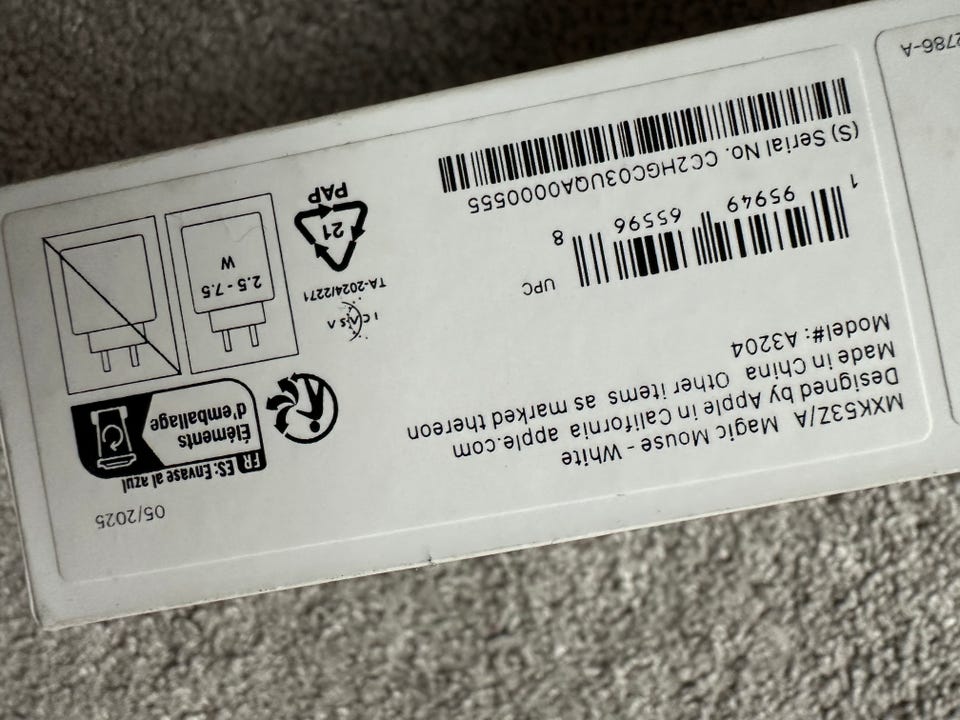 05/2025
MXK53Z/A Magic Mouse - White
Designed by Apple in California apple.com
Made in China Other items as marked thereon
Model#: A3204
UPC
1 95949 65596 8
(S) Serial No. CC2HGC03UQA0000555
FR
ES: Envase al azul
Éléments
d'emballage
I C A S A
TA-2024/2271
21
PAP
2.5 - 7.5
W
2786-A